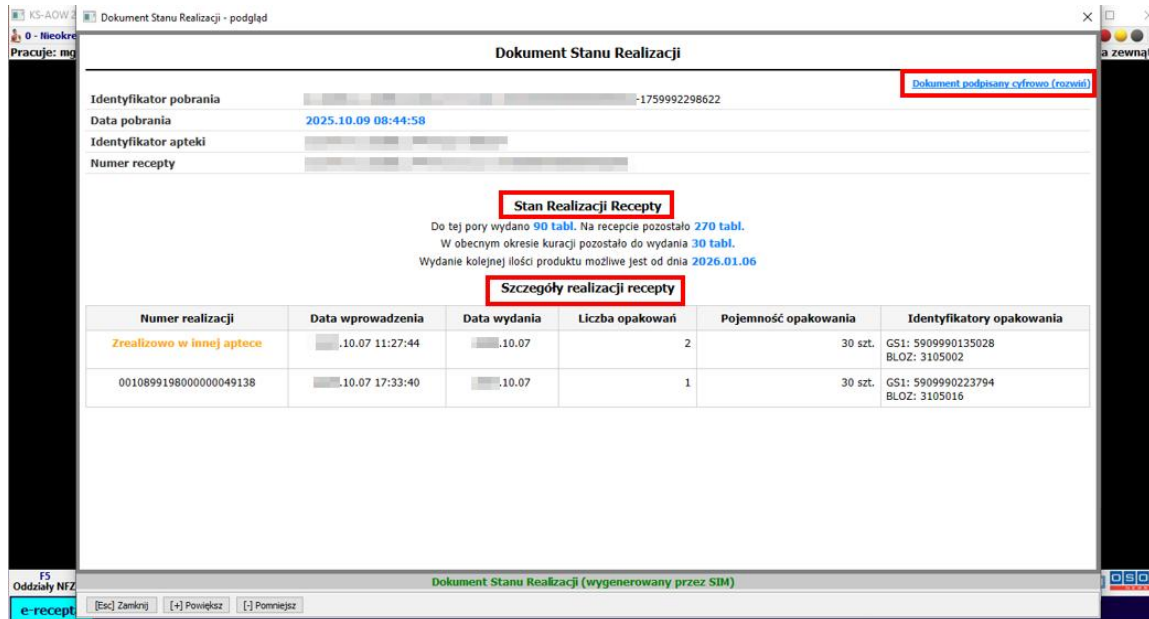 KS-AOW 2
Dokument Stanu Realizacji - podgląd
0 - Nieokre
Pracuje: mg
a zewnąt
Dokument Stanu Realizacji
Dokument podpisany cyfrowo (rozwiń)
Identyfikator pobrania -1759992298622
Data pobrania 2025.10.09 08:44:58
Identyfikator apteki
Numer recepty
Stan Realizacji Recepty
Do tej pory wydano 90 tabl. Na recepcie pozostało 270 tabl.
W obecnym okresie kuracji pozostało do wydania 30 tabl.
Wydanie kolejnej ilości produktu możliwe jest od dnia 2026.01.06
Szczegóły realizacji recepty
Numer realizacji Data wprowadzenia Data wydania Liczba opakowań Pojemność opakowania Identyfikatory opakowania
Zrealizowo w innej aptece .10.07 11:27:44 .10.07 2 30 szt. GS1: 5909990135028
BLOZ: 3105002
0010899198000000049138 .10.07 17:33:40 .10.07 1 30 szt. GS1: 5909990223794
BLOZ: 3105016
F5
Oddziały NFZ
Dokument Stanu Realizacji (wygenerowany przez SIM)
OSO
e-recept
[Esc] Zamknij [+] Powiększ [-] Pomniejsz